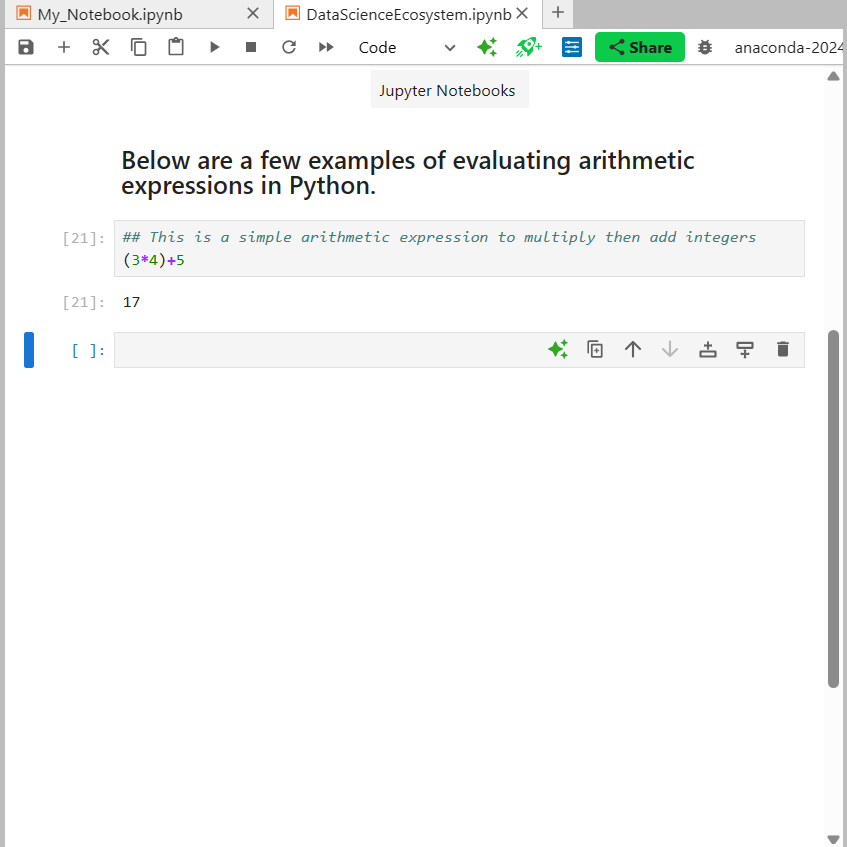 My_Notebook.ipynb
DataScienceEcosystem.ipynb
Code
Share
anaconda-2024
Jupyter Notebooks
Below are a few examples of evaluating arithmetic
expressions in Python.
[21]: ## This is a simple arithmetic expression to multiply then add integers
(3*4)+5
[21]: 17
[ ]: